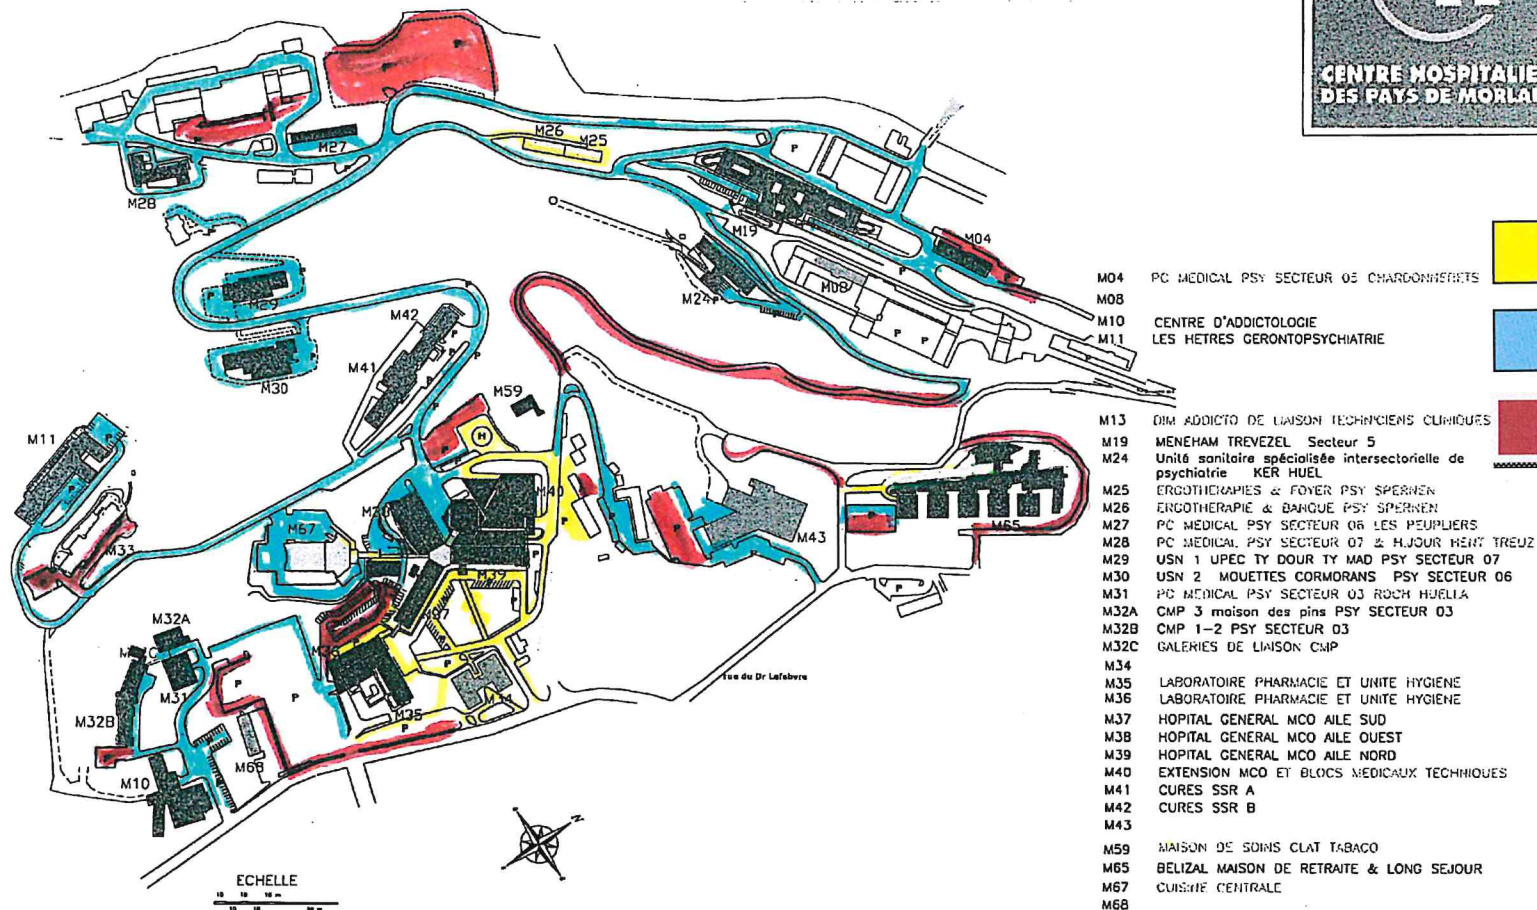 CENTRE HOSPITALIE
DES PAYS DE MORLAI
M26
M25
M27
M28
M19
M04
M08
M24
M29
M42
M41
M30
M59
H
M11
M40
M67
M38
M43
M65
M33
M39
M37
M32A
M32C
M36
M31
M35
M34
M32B
M68
M10
rue du Dr Lefebvre
ECHELLE
M04 PC MEDICAL PSY SECTEUR 05 CHARDONNERETS
M08
M10 CENTRE D'ADDICTOLOGIE
M11 LES HETRES GERONTOPSYCHIATRIE
M13 DIM ADDICTO DE LIAISON TECHNICIENS CLINIQUES
M19 MENEHAM TREVEZEL Secteur 5
M24 Unité sanitaire spécialisée intersectorielle de
psychiatrie KER HUEL
M25 ERGOTHERAPIES & FOYER PSY SPERNEN
M26 ERGOTHERAPIE & BANQUE PSY SPERNEN
M27 PC MEDICAL PSY SECTEUR 06 LES PEUPLIERS
M28 PC MEDICAL PSY SECTEUR 07 & H.JOUR HENT TREUZ
M29 USN 1 UPEC TY DOUR TY MAD PSY SECTEUR 07
M30 USN 2 MOUETTES CORMORANS PSY SECTEUR 06
M31 PC MEDICAL PSY SECTEUR 03 ROCH HUELLA
M32A CMP 3 maison des pins PSY SECTEUR 03
M32B CMP 1-2 PSY SECTEUR 03
M32C GALERIES DE LIAISON CMP
M34
M35 LABORATOIRE PHARMACIE ET UNITE HYGIENE
M36 LABORATOIRE PHARMACIE ET UNITE HYGIENE
M37 HOPITAL GENERAL MCO AILE SUD
M38 HOPITAL GENERAL MCO AILE OUEST
M39 HOPITAL GENERAL MCO AILE NORD
M40 EXTENSION MCO ET BLOCS MEDICAUX TECHNIQUES
M41 CURES SSR A
M42 CURES SSR B
M43
M59 MAISON DE SOINS CLAT TABACO
M65 BELIZAL MAISON DE RETRAITE & LONG SEJOUR
M67 CUISINE CENTRALE
M68